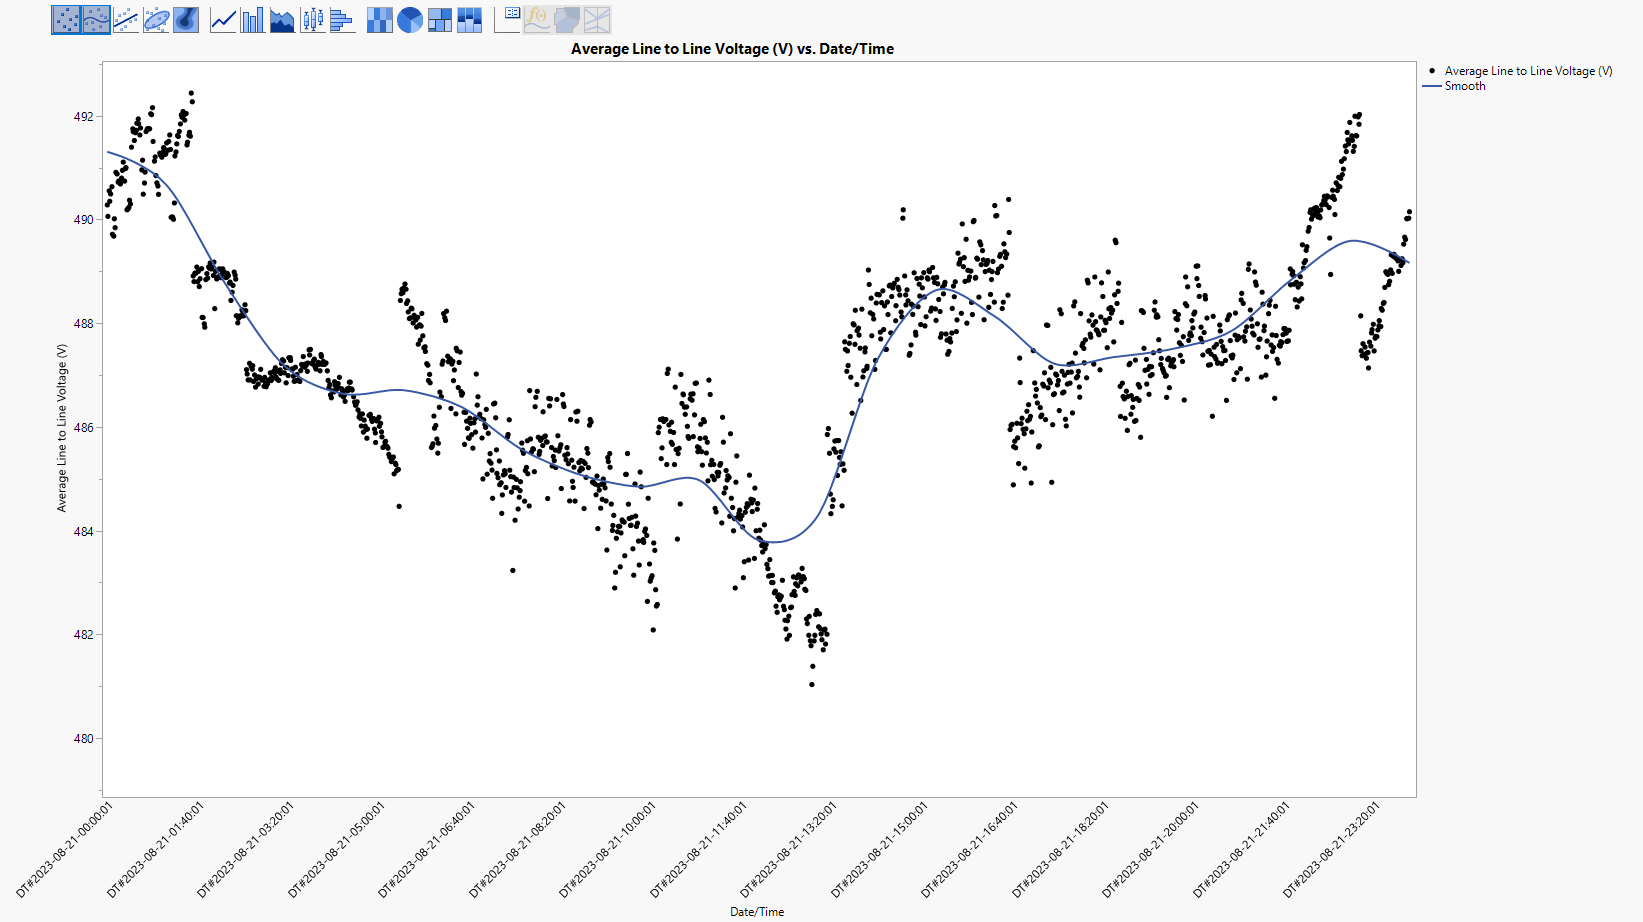 Average Line to Line Voltage (V) vs. Date/Time
Average Line to Line Voltage (V)
Smooth
492
490
488
486
484
482
480
Average Line to Line Voltage (V)
DT#2023-08-21-00:00:01
DT#2023-08-21-01:40:01
DT#2023-08-21-03:20:01
DT#2023-08-21-05:00:01
DT#2023-08-21-06:40:01
DT#2023-08-21-08:20:01
DT#2023-08-21-10:00:01
DT#2023-08-21-11:40:01
DT#2023-08-21-13:20:01
DT#2023-08-21-15:00:01
DT#2023-08-21-16:40:01
DT#2023-08-21-18:20:01
DT#2023-08-21-20:00:01
DT#2023-08-21-21:40:01
DT#2023-08-21-23:20:01
Date/Time